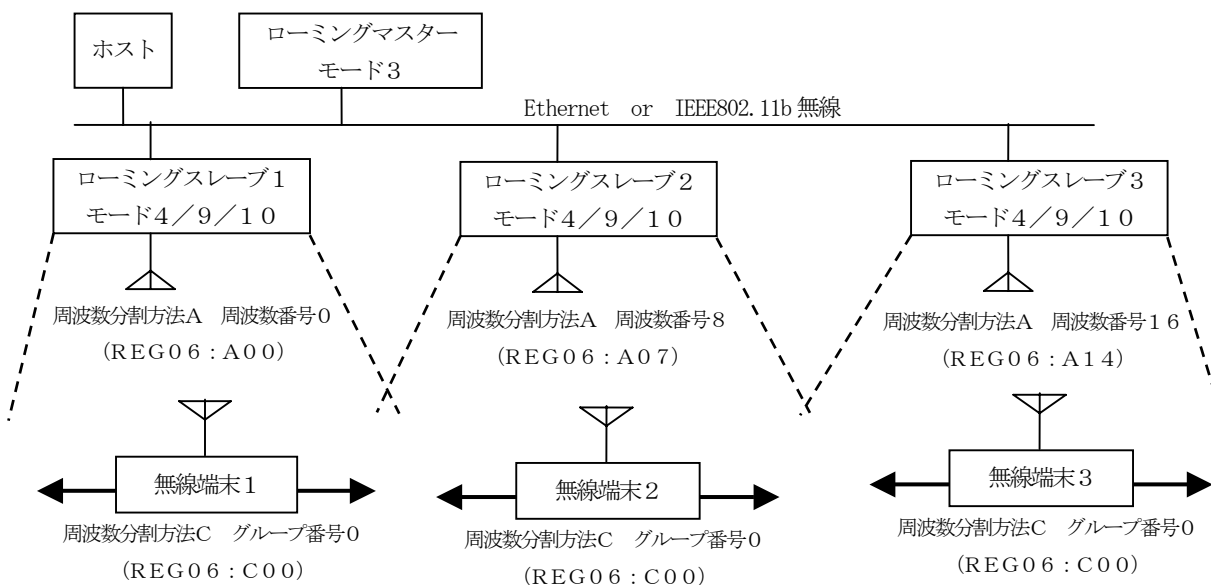 ホスト
ローミングマスター
モード3
Ethernet or IEEE802.11b 無線
ローミングスレーブ1
モード4／9／10
ローミングスレーブ2
モード4／9／10
ローミングスレーブ3
モード4／9／10
周波数分割方法A 周波数番号0
(REG06：A00)
周波数分割方法A 周波数番号8
(REG06：A07)
周波数分割方法A 周波数番号16
(REG06：A14)
無線端末1
無線端末2
無線端末3
周波数分割方法C グループ番号0
(REG06：C00)
周波数分割方法C グループ番号0
(REG06：C00)
周波数分割方法C グループ番号0
(REG06：C00)